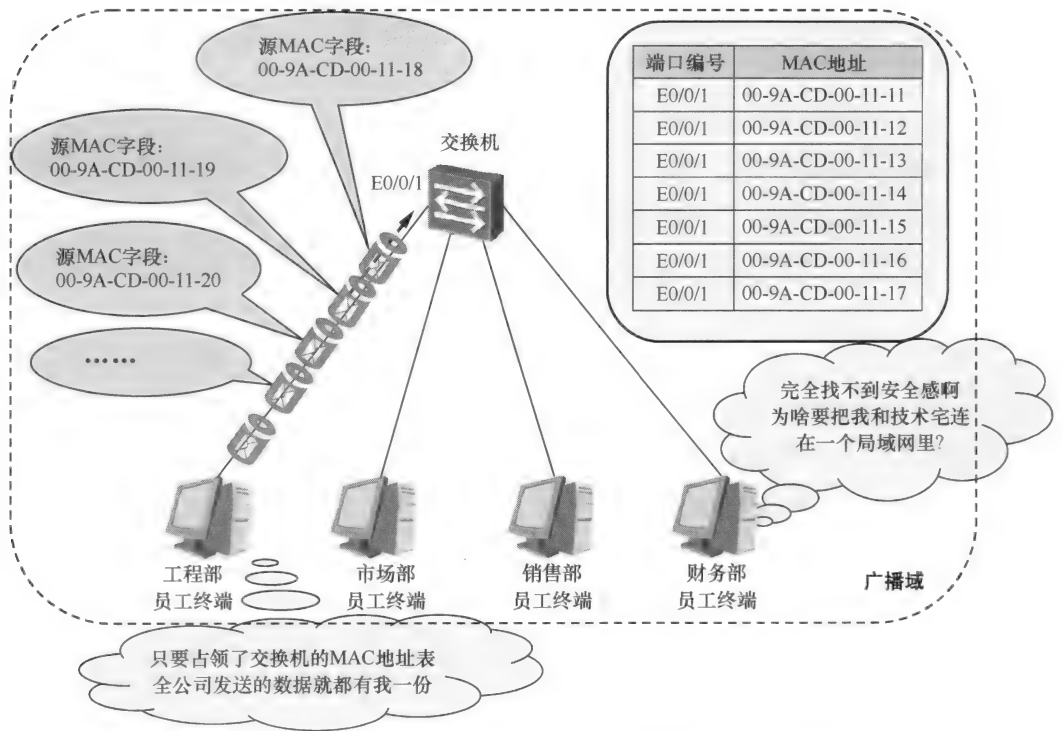 源MAC字段:
00-9A-CD-00-11-18
源MAC字段:
00-9A-CD-00-11-19
源MAC字段:
00-9A-CD-00-11-20
······
交换机
E0/0/1
端口编号 MAC地址
E0/0/1 00-9A-CD-00-11-11
E0/0/1 00-9A-CD-00-11-12
E0/0/1 00-9A-CD-00-11-13
E0/0/1 00-9A-CD-00-11-14
E0/0/1 00-9A-CD-00-11-15
E0/0/1 00-9A-CD-00-11-16
E0/0/1 00-9A-CD-00-11-17
完全找不到安全感啊
为啥要把我和技术宅连
在一个局域网里?
工程部
员工终端
市场部
员工终端
销售部
员工终端
财务部
员工终端
广播域
只要占领了交换机的MAC地址表
全公司发送的数据就都有我一份